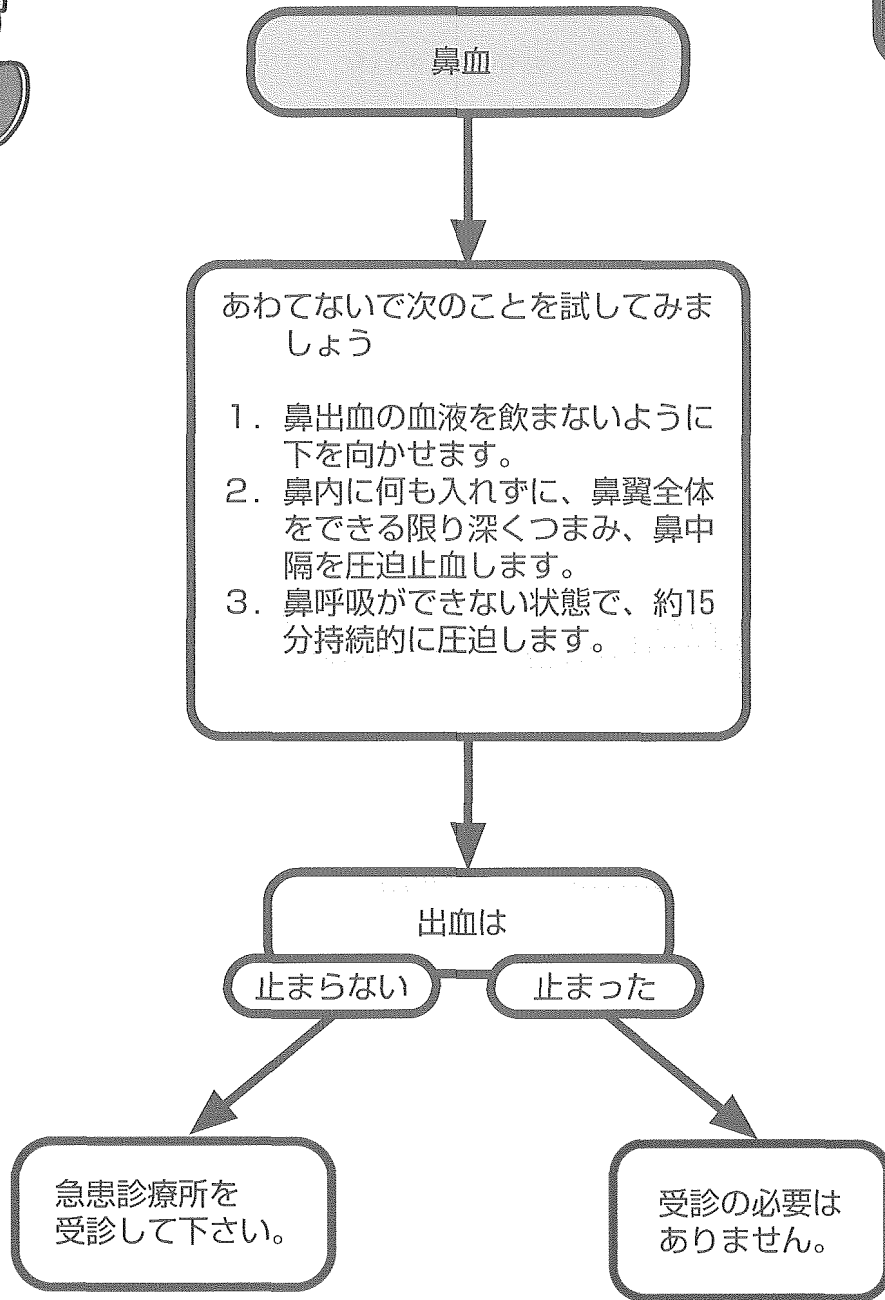 鼻血
あわてないで次のことを試してみま
しょう
1. 鼻出血の血液を飲まないように
下を向かせます。
2. 鼻内に何も入れずに、鼻翼全体
をできる限り深くつまみ、鼻中
隔を圧迫止血します。
3. 鼻呼吸ができない状態で、約15
分持続的に圧迫します。
出血は
止まらない
止まった
急患診療所を
受診して下さい。
受診の必要は
ありません。